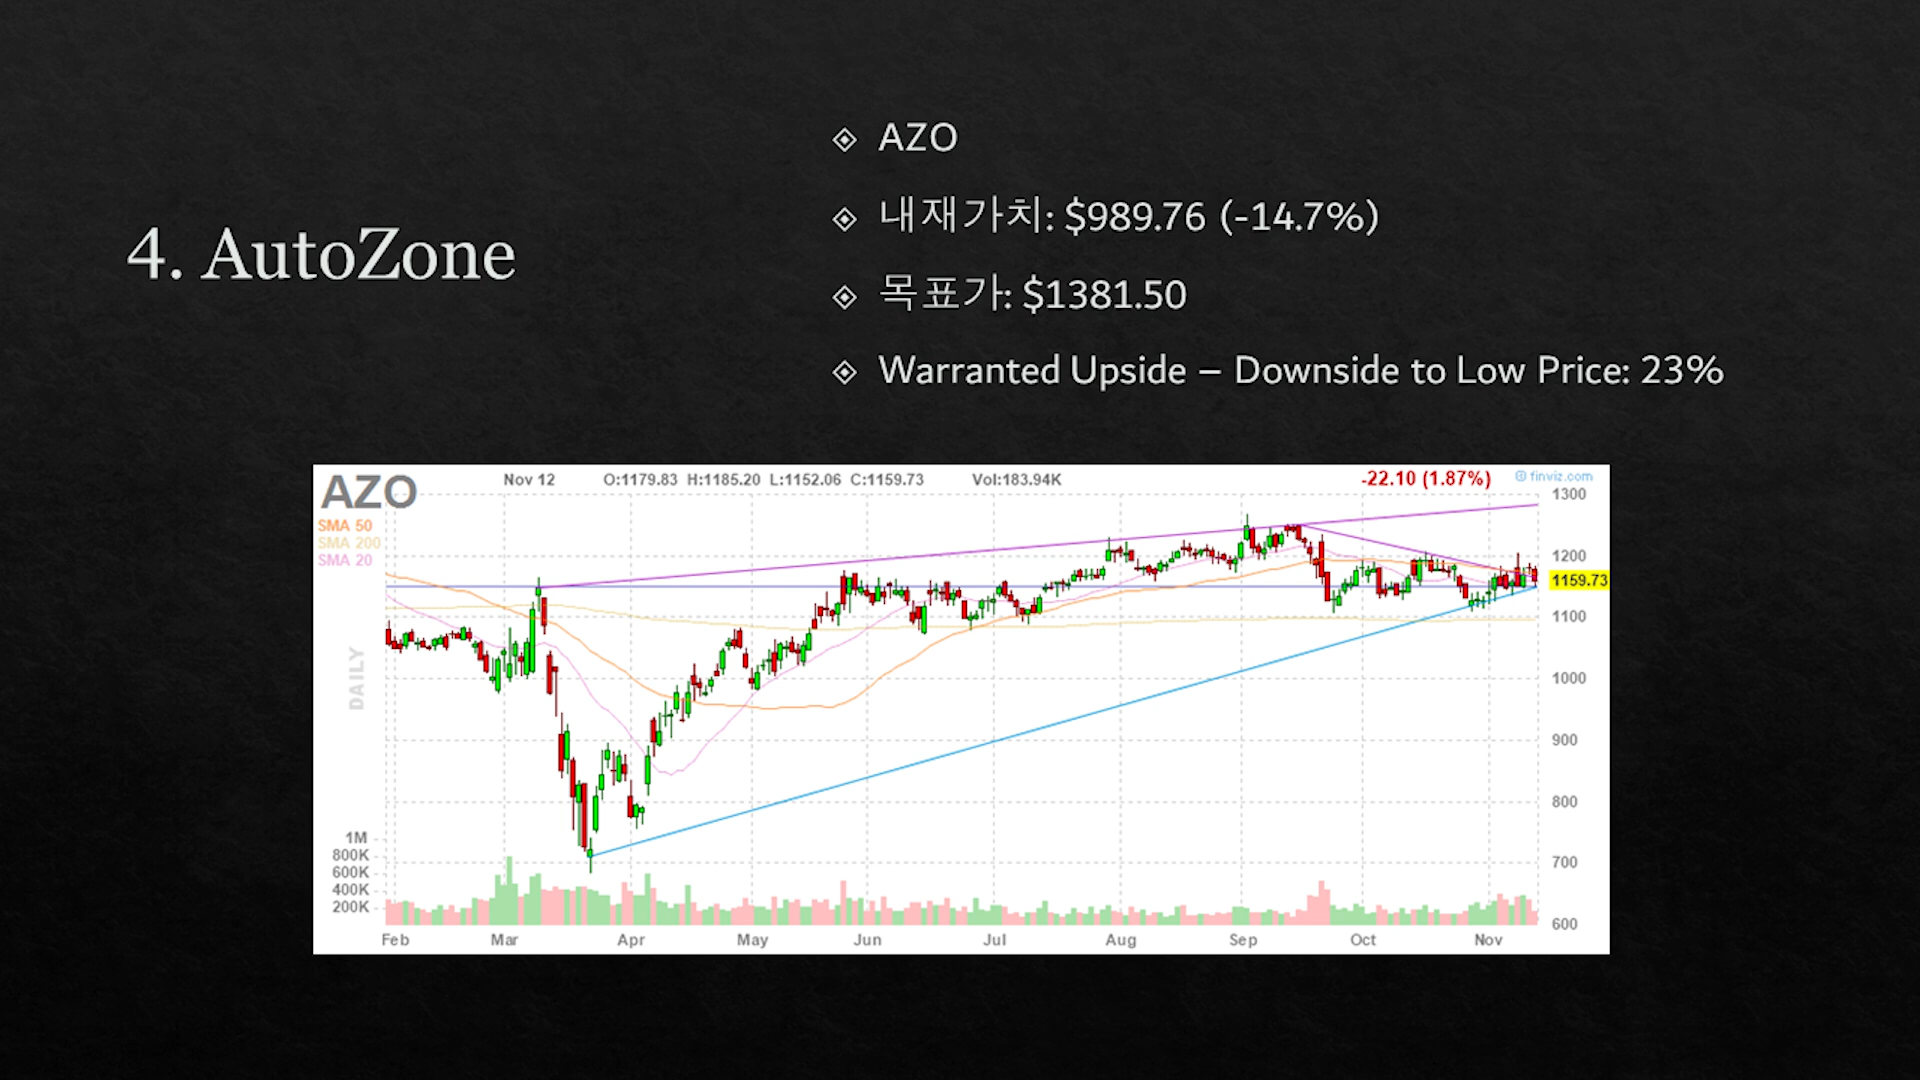 4. AutoZone
AZO
내재가치: $989.76 (-14.7%)
목표가: $1381.50
Warranted Upside – Downside to Low Price: 23%
AZO
Nov 12 O:1179.83 H:1185.20 L:1152.06 C:1159.73 Vol:183.94K -22.10 (1.87%) © finviz.com
SMA 50
SMA 200
SMA 20
DAILY
1300
1200
1159.73
1100
1000
900
800
700
600
1M
800K
600K
400K
200K
Feb Mar Apr May Jun Jul Aug Sep Oct Nov